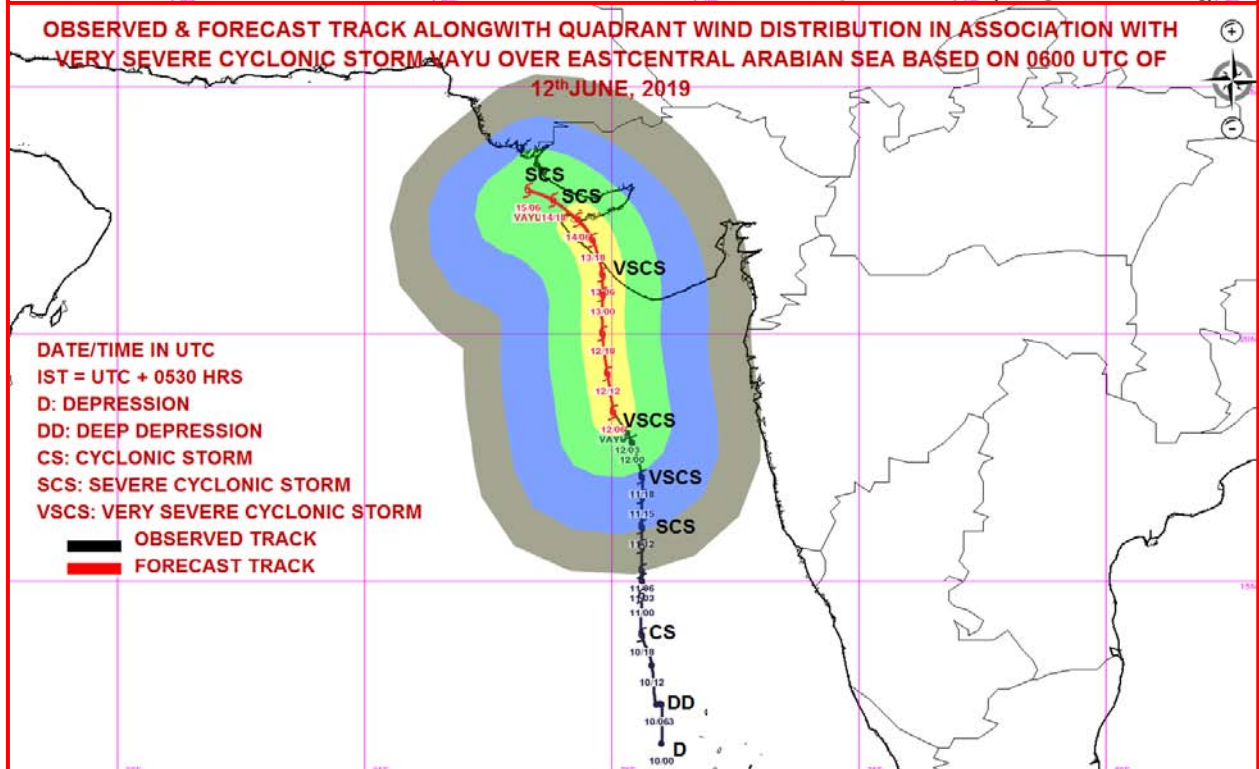 OBSERVED & FORECAST TRACK ALONGWITH QUADRANT WIND DISTRIBUTION IN ASSOCIATION WITH
VERY SEVERE CYCLONIC STORM VAYU OVER EASTCENTRAL ARABIAN SEA BASED ON 0600 UTC OF
12thJUNE, 2019
SCS
SCS
15/06
VAYU
14/18
14/06
13/18
VSCS
13/06
13/00
12/18
12/12
VSCS
12/06
VAYU
12/03
12/00
VSCS
11/18
11/15
SCS
11/12
11/06
11/03
11/00
CS
10/18
10/12
DD
10/063
D
10/00
DATE/TIME IN UTC
IST = UTC + 0530 HRS
D: DEPRESSION
DD: DEEP DEPRESSION
CS: CYCLONIC STORM
SCS: SEVERE CYCLONIC STORM
VSCS: VERY SEVERE CYCLONIC STORM
OBSERVED TRACK
FORECAST TRACK